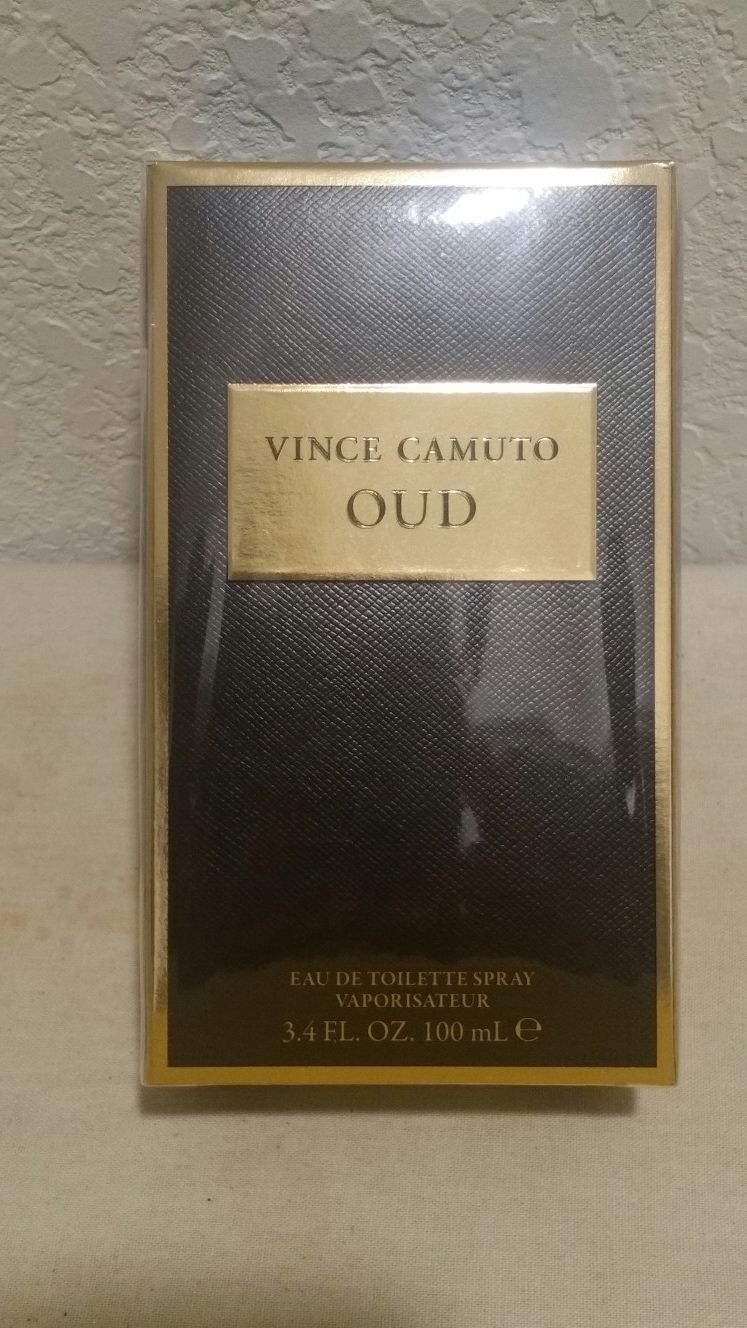 VINCE CAMUTO
OUD
EAU DE TOILETTE SPRAY
VAPORISATEUR
3.4 FL. OZ. 100 mL ℮